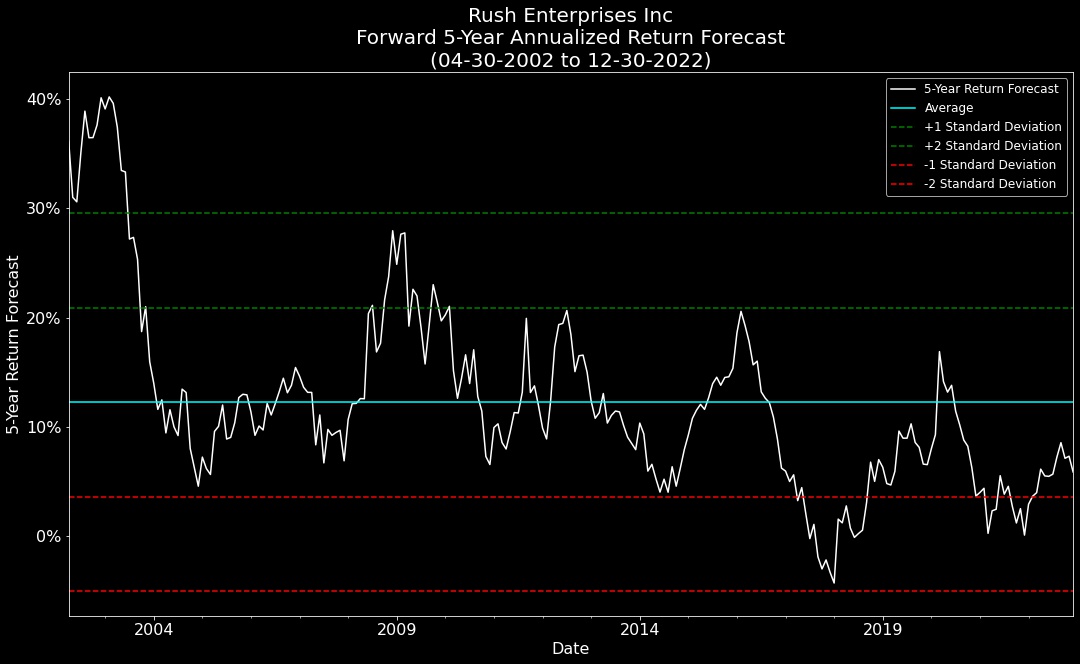 Rush Enterprises Inc
Forward 5-Year Annualized Return Forecast
(04-30-2002 to 12-30-2022)
5-Year Return Forecast
Average
+1 Standard Deviation
+2 Standard Deviation
-1 Standard Deviation
-2 Standard Deviation
5-Year Return Forecast
40%
30%
20%
10%
0%
2004
2009
2014
2019
Date